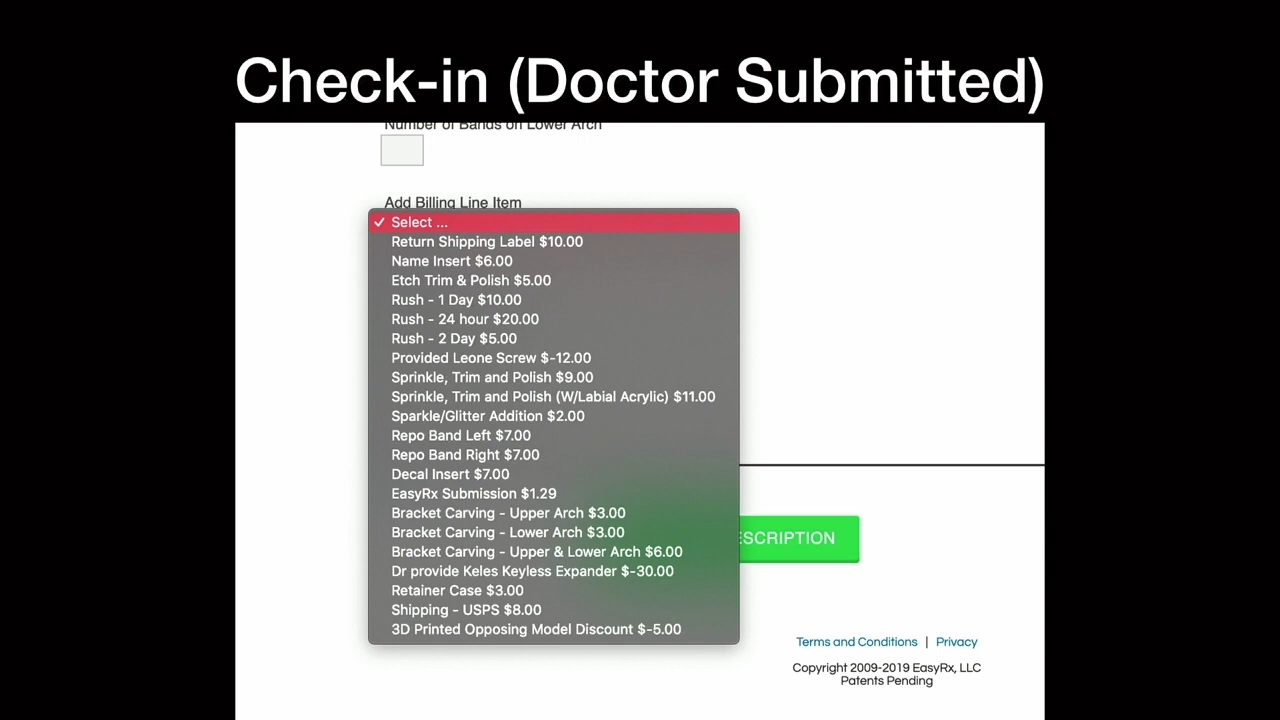 Check-in (Doctor Submitted)
Number of Bands on Lower Arch
Add Billing Line Item
✓ Select ...
Return Shipping Label $10.00
Name Insert $6.00
Etch Trim & Polish $5.00
Rush - 1 Day $10.00
Rush - 24 hour $20.00
Rush - 2 Day $5.00
Provided Leone Screw $-12.00
Sprinkle, Trim and Polish $9.00
Sprinkle, Trim and Polish (W/Labial Acrylic) $11.00
Sparkle/Glitter Addition $2.00
Repo Band Left $7.00
Repo Band Right $7.00
Decal Insert $7.00
EasyRx Submission $1.29
Bracket Carving - Upper Arch $3.00
Bracket Carving - Lower Arch $3.00
ESCRIPTION
Bracket Carving - Upper & Lower Arch $6.00
Dr provide Keles Keyless Expander $-30.00
Retainer Case $3.00
Shipping - USPS $8.00
3D Printed Opposing Model Discount $-5.00
Terms and Conditions | Privacy
Copyright 2009-2019 EasyRx, LLC
Patents Pending